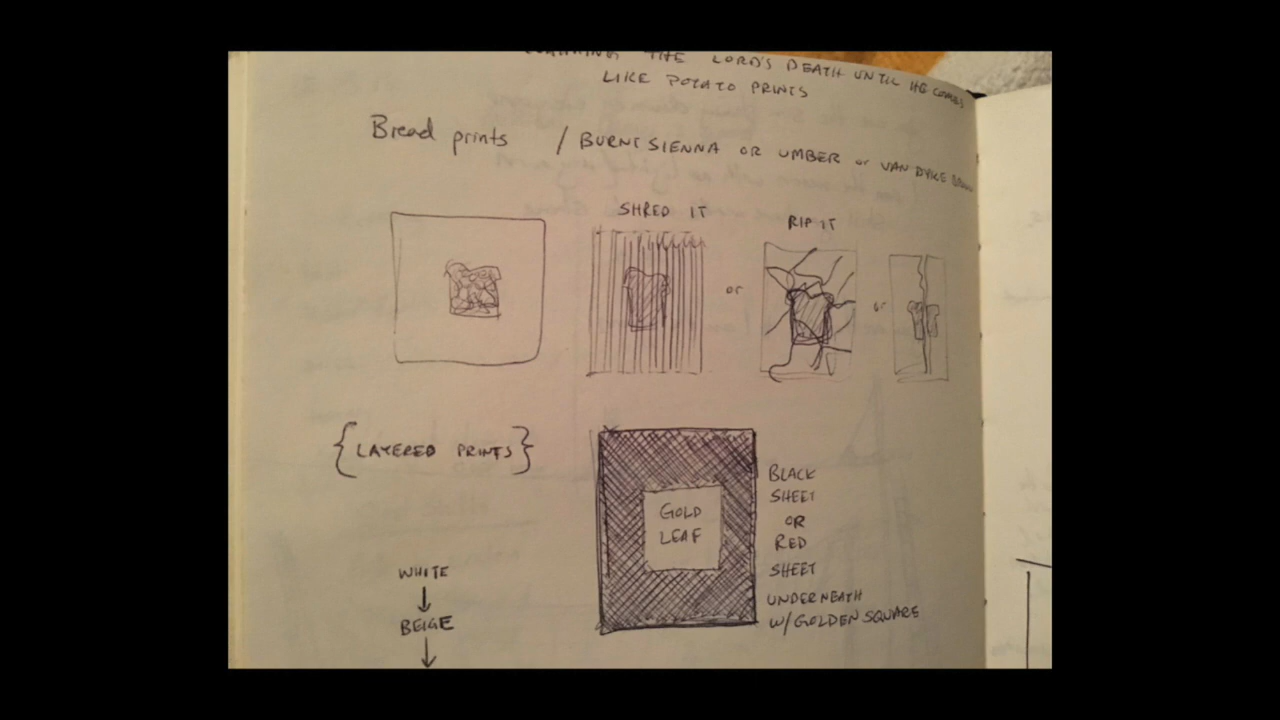 THE LORD'S DEATH UNTIL HE COMES
LIKE POTATO PRINTS
Bread prints / BURNT SIENNA OR UMBER or VAN DYKE
SHRED IT
RIP IT
or
or
{LAYERED PRINTS}
GOLD
LEAF
BLACK
SHEET
OR
RED
SHEET
UNDERNEATH
W/GOLDEN SQUARE
WHITE
BEIGE